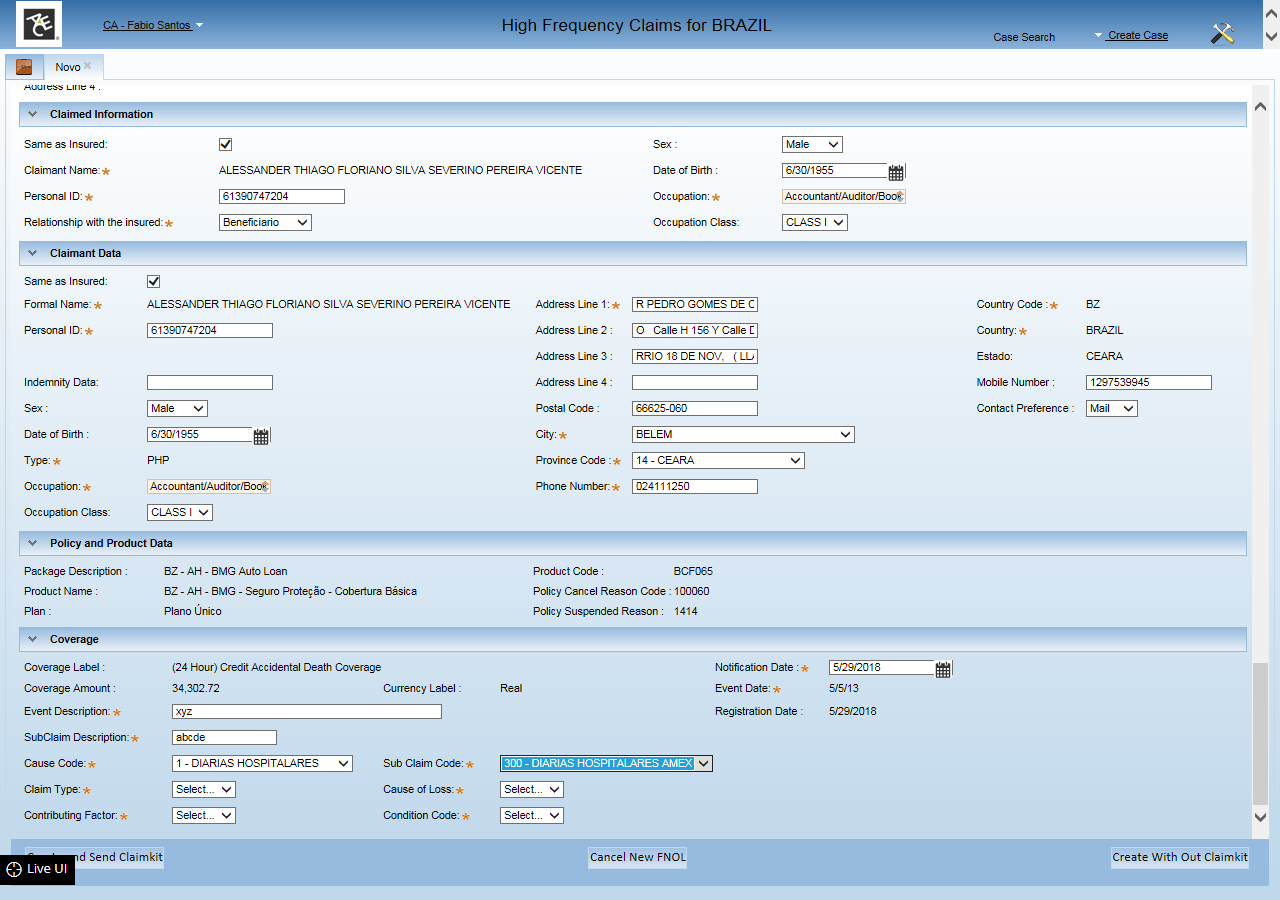 ACE
CA - Fabio Santos
High Frequency Claims for BRAZIL
Case Search
Create Case
Novo
Address Line 4 :
Claimed Information
Same as Insured:
Sex :
Male
Claimant Name:
ALESSANDER THIAGO FLORIANO SILVA SEVERINO PEREIRA VICENTE
Date of Birth :
6/30/1955
Personal ID:
61390747204
Occupation:
Accountant/Auditor/Book
Relationship with the insured:
Beneficiario
Occupation Class:
CLASS I
Claimant Data
Same as Insured:
Formal Name:
ALESSANDER THIAGO FLORIANO SILVA SEVERINO PEREIRA VICENTE
Address Line 1:
R PEDRO GOMES DE
Country Code :
BZ
Personal ID:
61390747204
Address Line 2 :
O Calle H 156 Y Calle
Country:
BRAZIL
Address Line 3 :
RRIO 18 DE NOV, ( LLA
Estado:
CEARA
Indemnity Data:
Address Line 4 :
Mobile Number :
1297539945
Sex :
Male
Postal Code :
66625-060
Contact Preference :
Mail
Date of Birth :
6/30/1955
City:
BELEM
Type:
PHP
Province Code :
14 - CEARA
Occupation:
Accountant/Auditor/Book
Phone Number:
024111250
Occupation Class:
CLASS I
Policy and Product Data
Package Description :
BZ - AH - BMG Auto Loan
Product Code :
BCF065
Product Name :
BZ - AH - BMG - Seguro Proteção - Cobertura Básica
Policy Cancel Reason Code :
100060
Plan :
Plano Único
Policy Suspended Reason :
1414
Coverage
Coverage Label :
(24 Hour) Credit Accidental Death Coverage
Notification Date :
5/29/2018
Coverage Amount :
34,302.72
Currency Label :
Real
Event Date:
5/5/13
Event Description:
xyz
Registration Date :
5/29/2018
SubClaim Description:
abcde
Cause Code:
1 - DIARIAS HOSPITALARES
Sub Claim Code:
300 - DIARIAS HOSPITALARES AMEX
Claim Type:
Select...
Cause of Loss:
Select...
Contributing Factor:
Select...
Condition Code:
Select...
and Send Claimkit
Cancel New FNOL
Create With Out Claimkit
Live UI